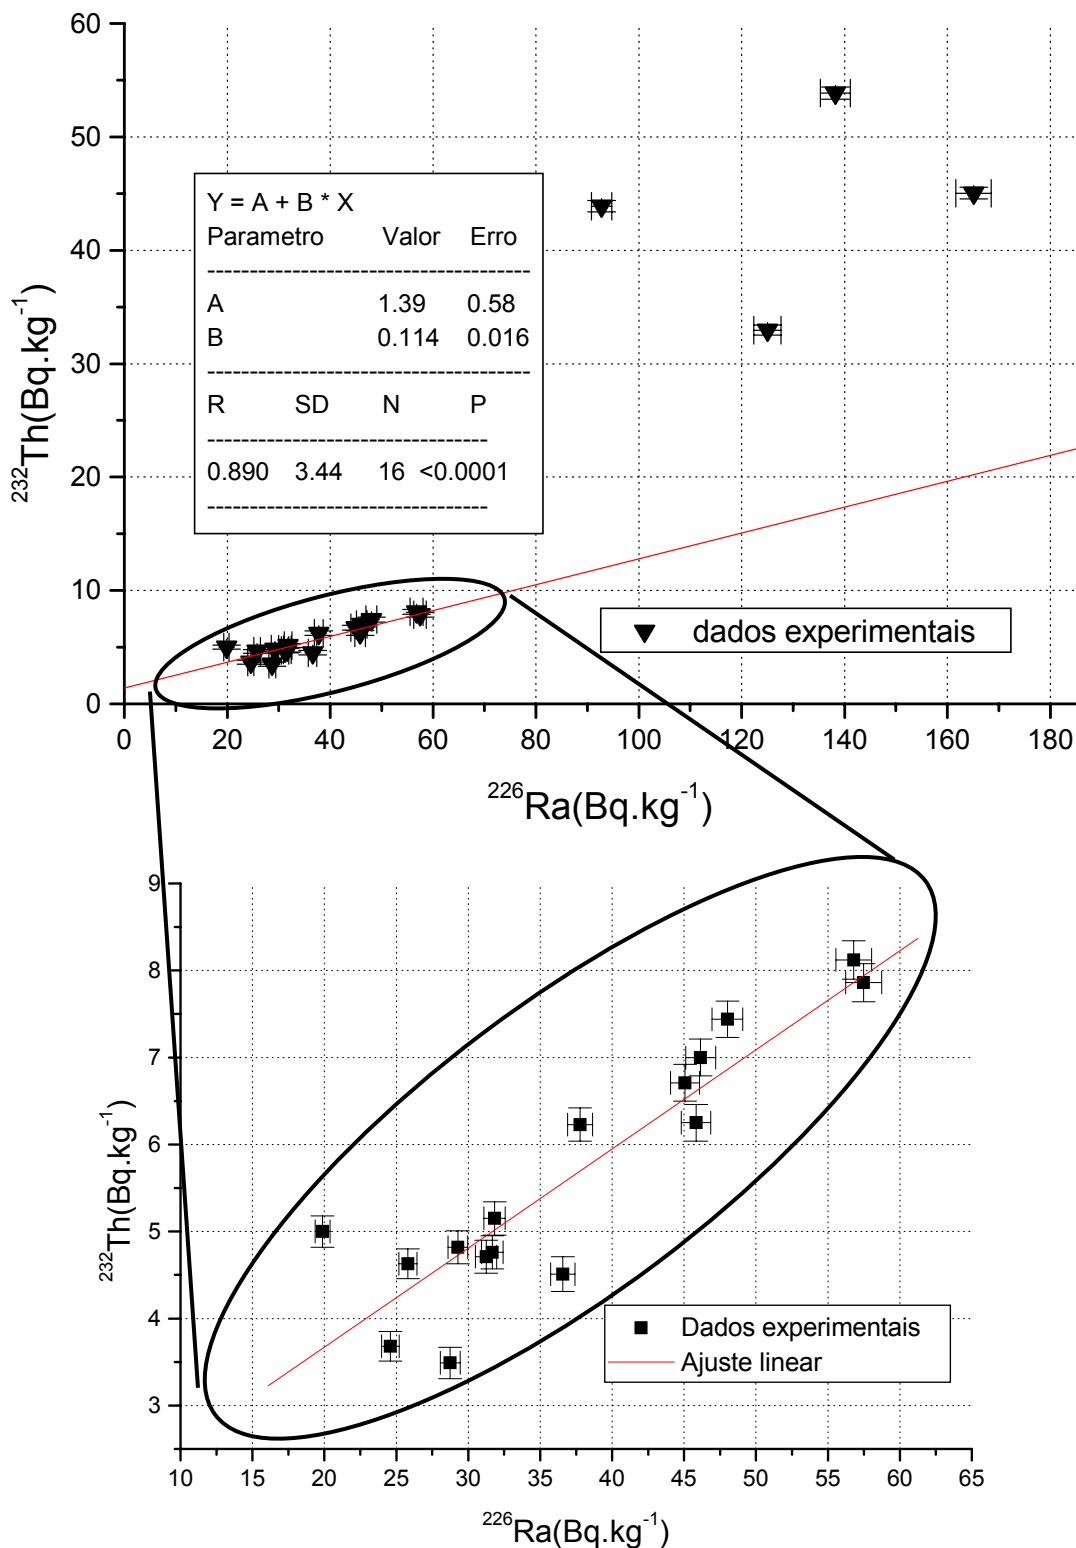 60
50
40
30
20
10
0
²³²Th(Bq.kg⁻¹)
Y = A + B * X
Parametro Valor Erro
---------------------------------------
A 1.39 0.58
B 0.114 0.016
---------------------------------------
R SD N P
----------------------------------
0.890 3.44 16 <0.0001
----------------------------------
dados experimentais
0 20 40 60 80 100 120 140 160 180
²²⁶Ra(Bq.kg⁻¹)
9
8
7
6
5
4
3
²³²Th(Bq.kg⁻¹)
Dados experimentais
Ajuste linear
10 15 20 25 30 35 40 45 50 55 60 65
²²⁶Ra(Bq.kg⁻¹)